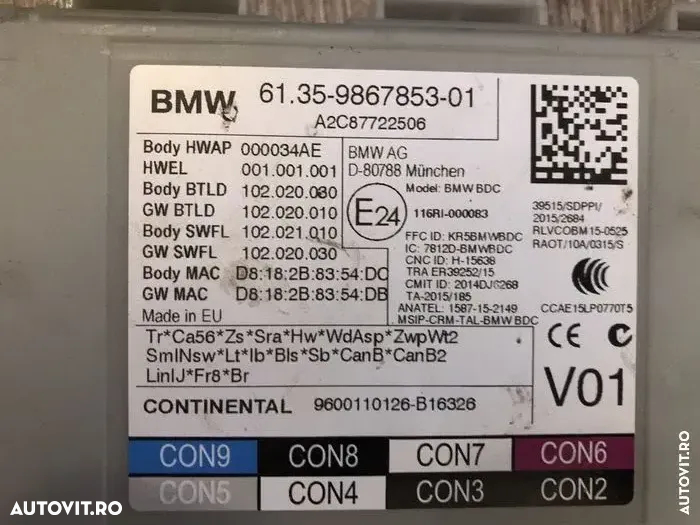 BMW 61.35-9867853-01
A2C87722506
Body HWAP 000034AE
HWEL 001.001.001
Body BTLD 102.020.030
GW BTLD 102.020.010
Body SWFL 102.021.010
GW SWFL 102.020.030
Body MAC D8:18:2B:83:54:DC
GW MAC D8:18:2B:83:54:DB
Made in EU
BMW AG
D-80788 München
Model: BMW BDC
E24
116RI-000083
FFC ID: KR5BMWBDC
IC: 7812D-BMWBDC
CNC ID: H-15638
TRA ER39252/15
CMIT ID: 2014DJ6268
TA-2015/185
ANATEL: 1587-15-2149
MSIP-CRM-TAL-BMWBDC
39515/SDPPI/
2015/2684
RLVCOBM15-0525
RAOT/10A/0315/S
CCAE15LP0770T5
CE
Tr*Ca56*Zs*Sra*Hw*WdAsp*ZwpWt2
SmlNsw*Lt*Ib*Bls*Sb*CanB*CanB2
LinIJ*Fr8*Br
V01
CONTINENTAL 9600110126-B16326
CON9 CON8 CON7 CON6
CON5 CON4 CON3 CON2
AUTOVIT.RO
AUTOVIT.RO